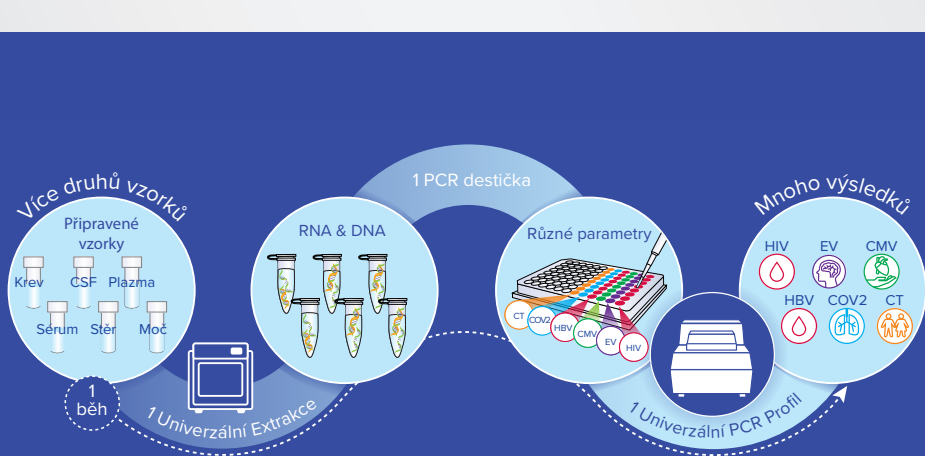 Více druhů vzorků
Připravené
vzorky
Krev
CSF
Plazma
Sérum
Stěr
Moč
1
běh
1 Univerzální Extrakce
RNA & DNA
1 PCR destička
Různé parametry
CT
COV2
HBV
CMV
EV
HIV
1 Univerzální PCR Profil
Mnoho výsledků
HIV
EV
CMV
HBV
COV2
CT